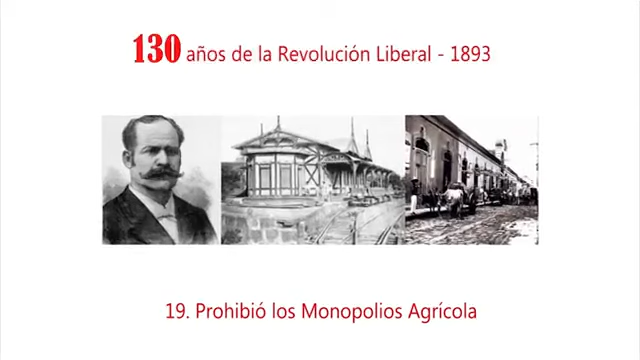 130 años de la Revolución Liberal - 1893
19. Prohibió los Monopolios Agrícola